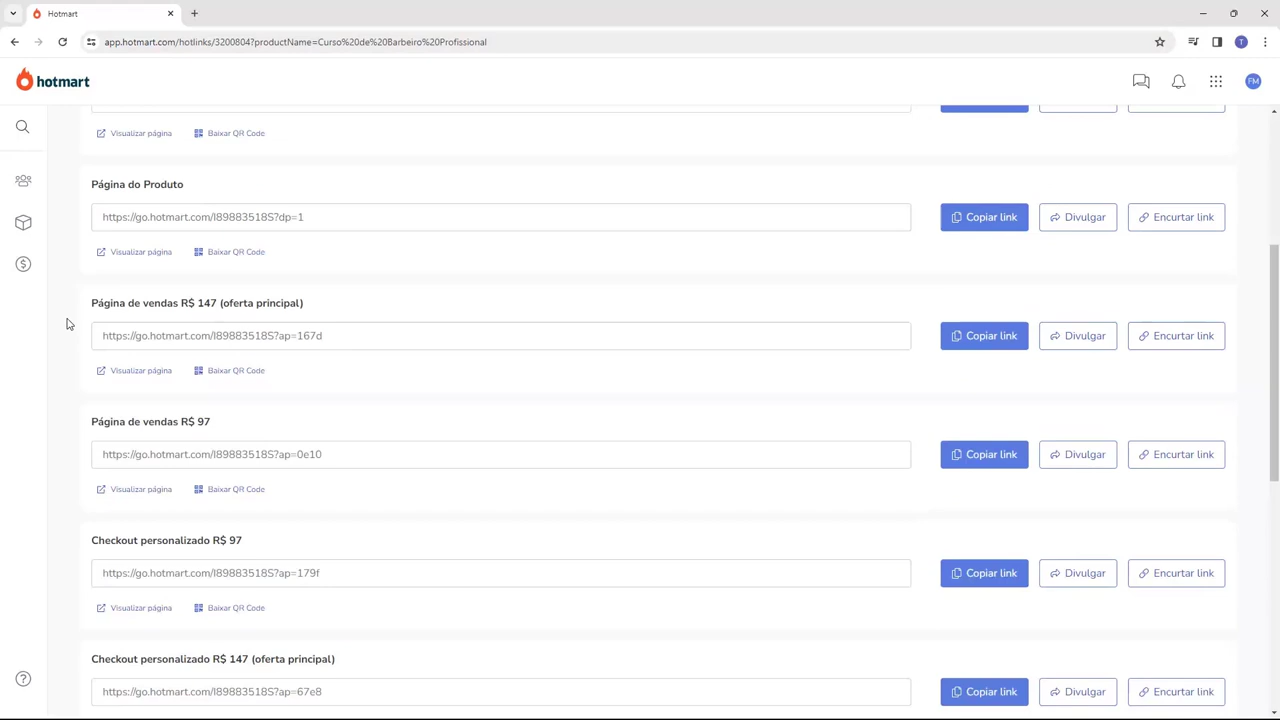 Hotmart
app.hotmart.com/hotlinks/3200804?productName=Curso%20de%20Barbeiro%20Profissional
T
hotmart
FM
Visualizar página Baixar QR Code
Página do Produto
https://go.hotmart.com/I89883518S?dp=1 Copiar link Divulgar Encurtar link
Visualizar página Baixar QR Code
Página de vendas R$ 147 (oferta principal)
https://go.hotmart.com/I89883518S?ap=167d Copiar link Divulgar Encurtar link
Visualizar página Baixar QR Code
Página de vendas R$ 97
https://go.hotmart.com/I89883518S?ap=0e10 Copiar link Divulgar Encurtar link
Visualizar página Baixar QR Code
Checkout personalizado R$ 97
https://go.hotmart.com/I89883518S?ap=179f Copiar link Divulgar Encurtar link
Visualizar página Baixar QR Code
Checkout personalizado R$ 147 (oferta principal)
https://go.hotmart.com/I89883518S?ap=67e8 Copiar link Divulgar Encurtar link